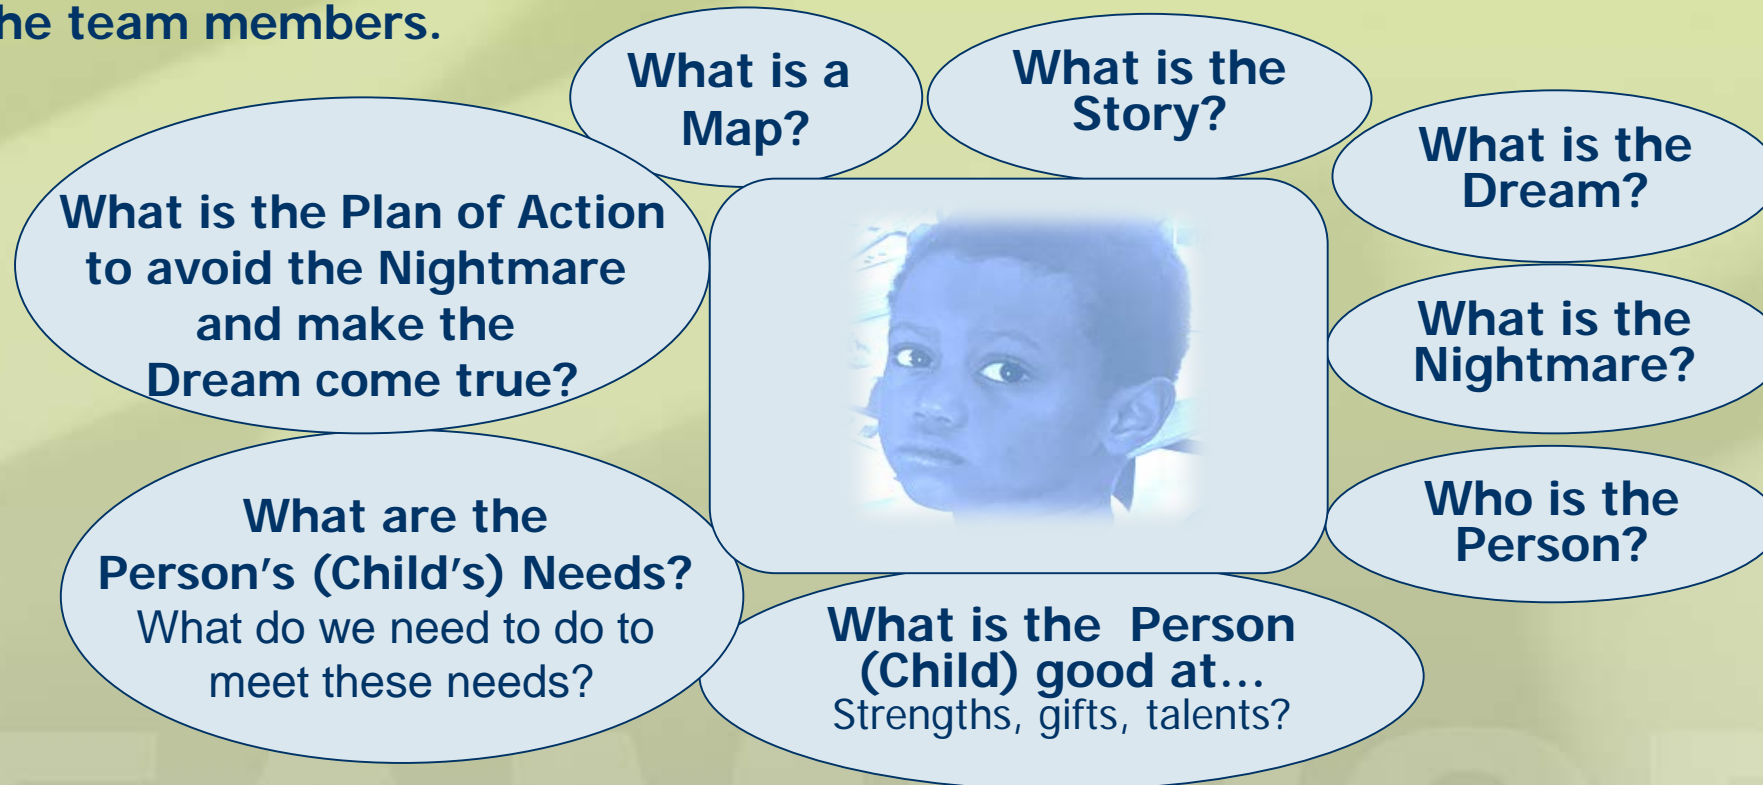 he team members.
What is a
Map?
What is the
Story?
What is the
Dream?
What is the
Nightmare?
Who is the
Person?
What is the  Person
(Child) good at...
Strengths, gifts, talents?
What are the
Person’s (Child’s) Needs?
What do we need to do to
meet these needs?
What is the Plan of Action
to avoid the Nightmare
and make the
Dream come true?